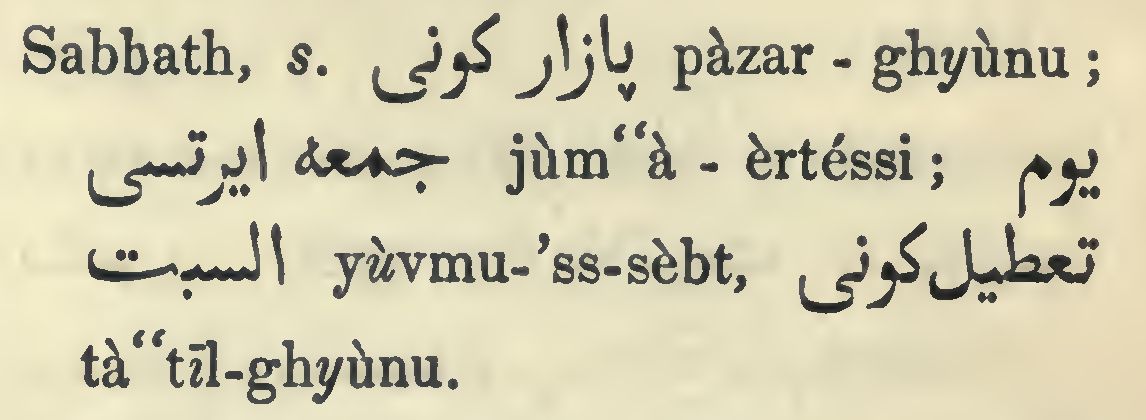 Sabbath, s. پازار كونى pàzar - ghyùnu ;
جمعه ايرتسى jùm“à - èrtéssi ; يوم
السبت yùvmu-’ss-sèbt, تعطيل كونى
tà“tīl-ghyùnu.